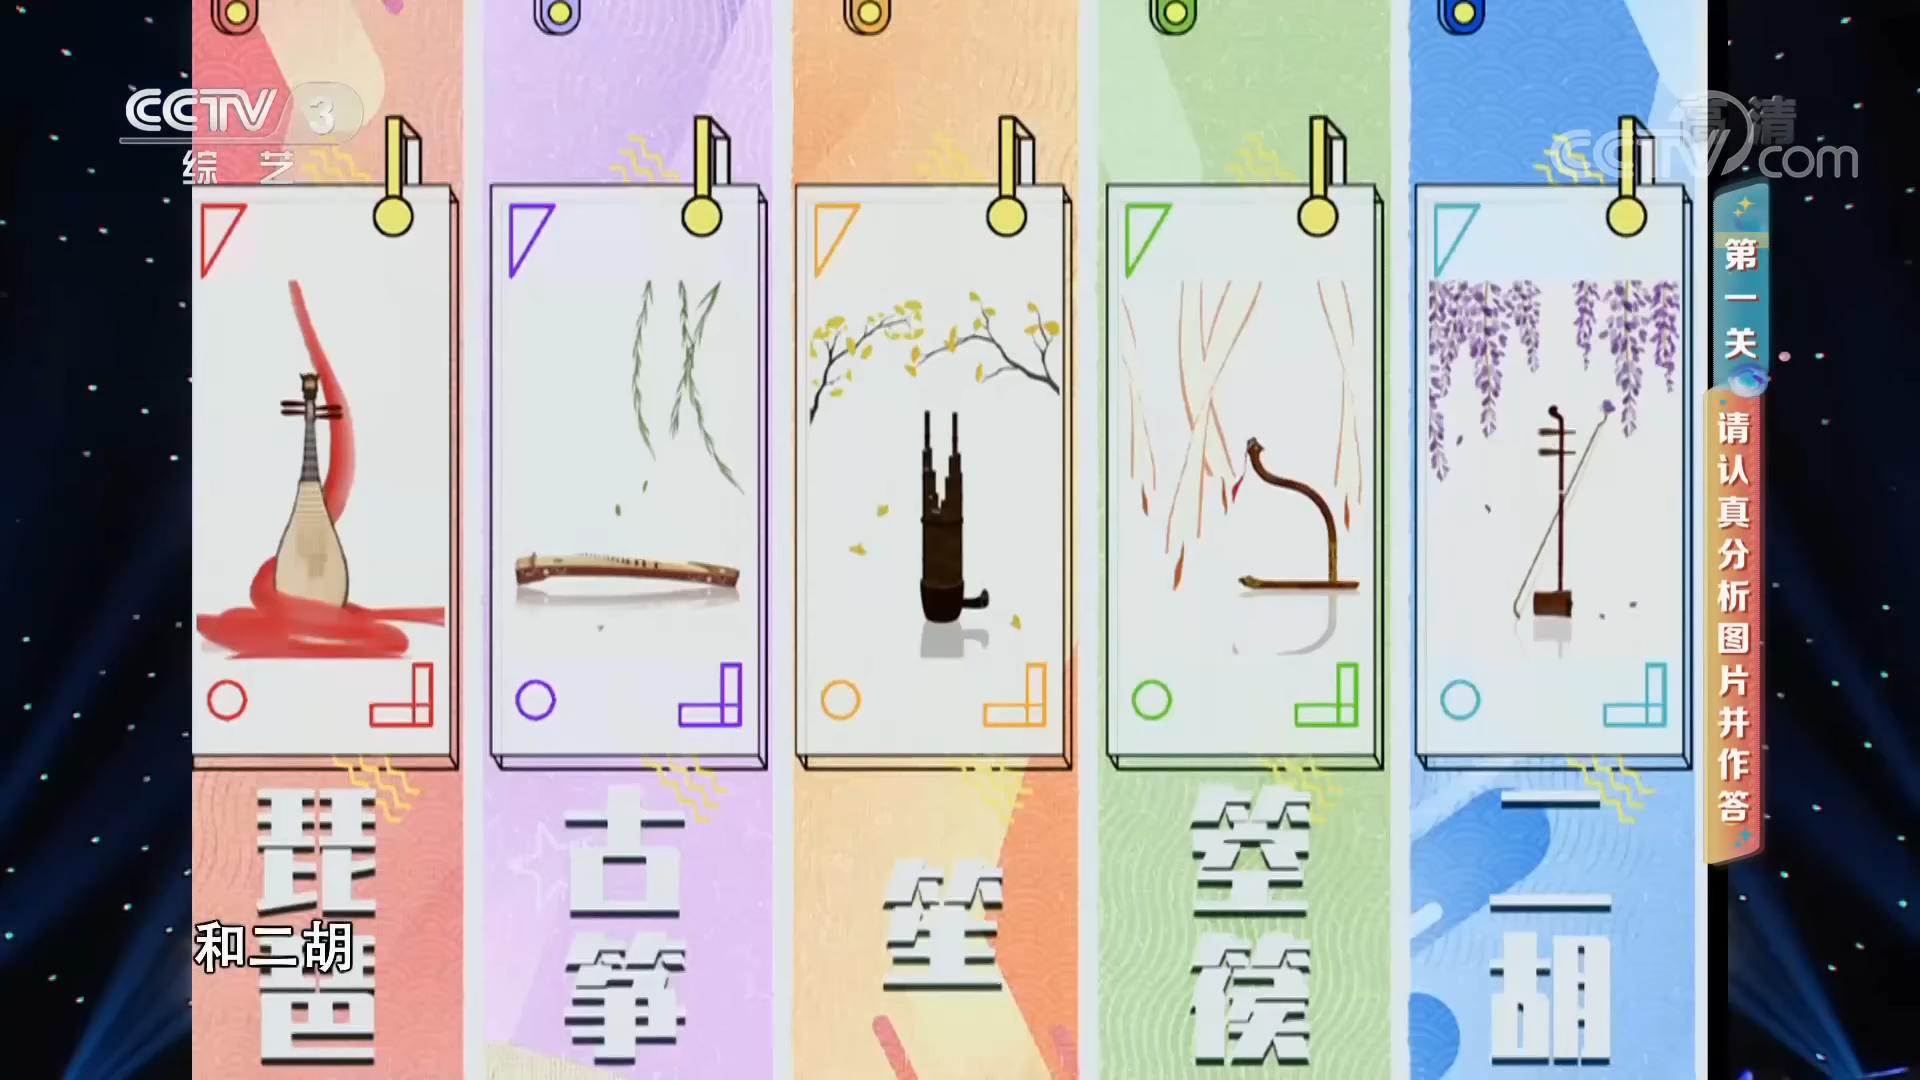 CCTV 3
综艺
高清
CCTV.com
第一关
请认真分析图片并作答
琵琶
古筝
笙
箜篌
二胡
和二胡